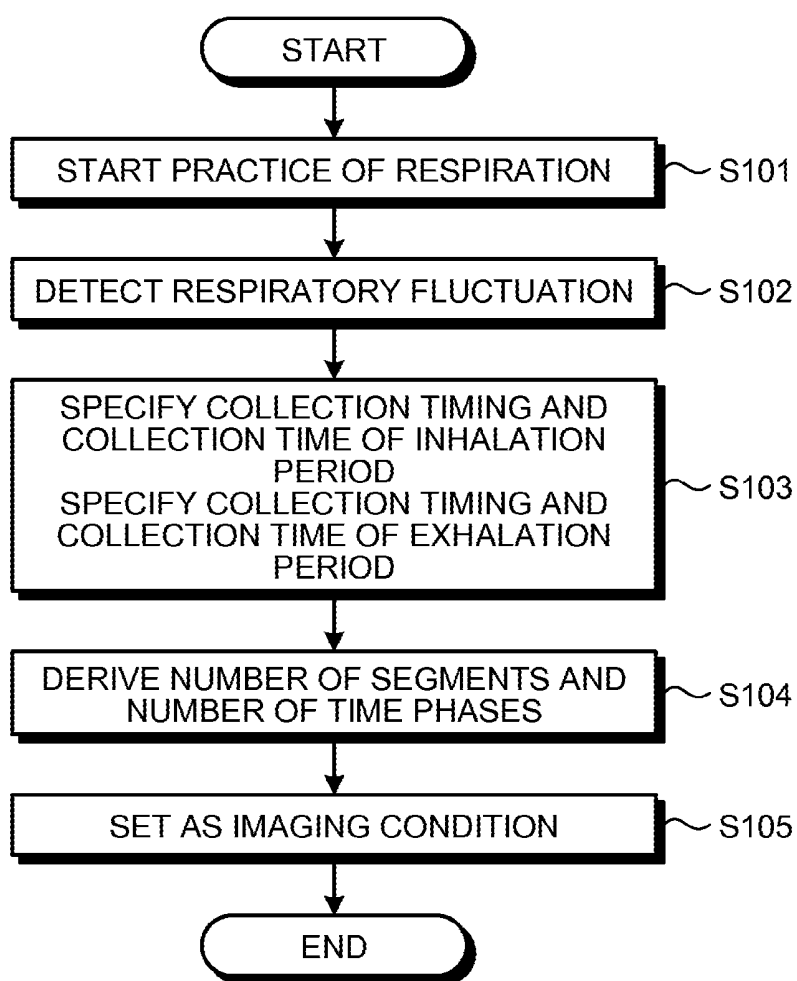 START
START PRACTICE OF RESPIRATION
S101
DETECT RESPIRATORY FLUCTUATION
S102
SPECIFY COLLECTION TIMING AND
COLLECTION TIME OF INHALATION
PERIOD
SPECIFY COLLECTION TIMING AND
COLLECTION TIME OF EXHALATION
PERIOD
S103
DERIVE NUMBER OF SEGMENTS AND
NUMBER OF TIME PHASES
S104
SET AS IMAGING CONDITION
S105
END